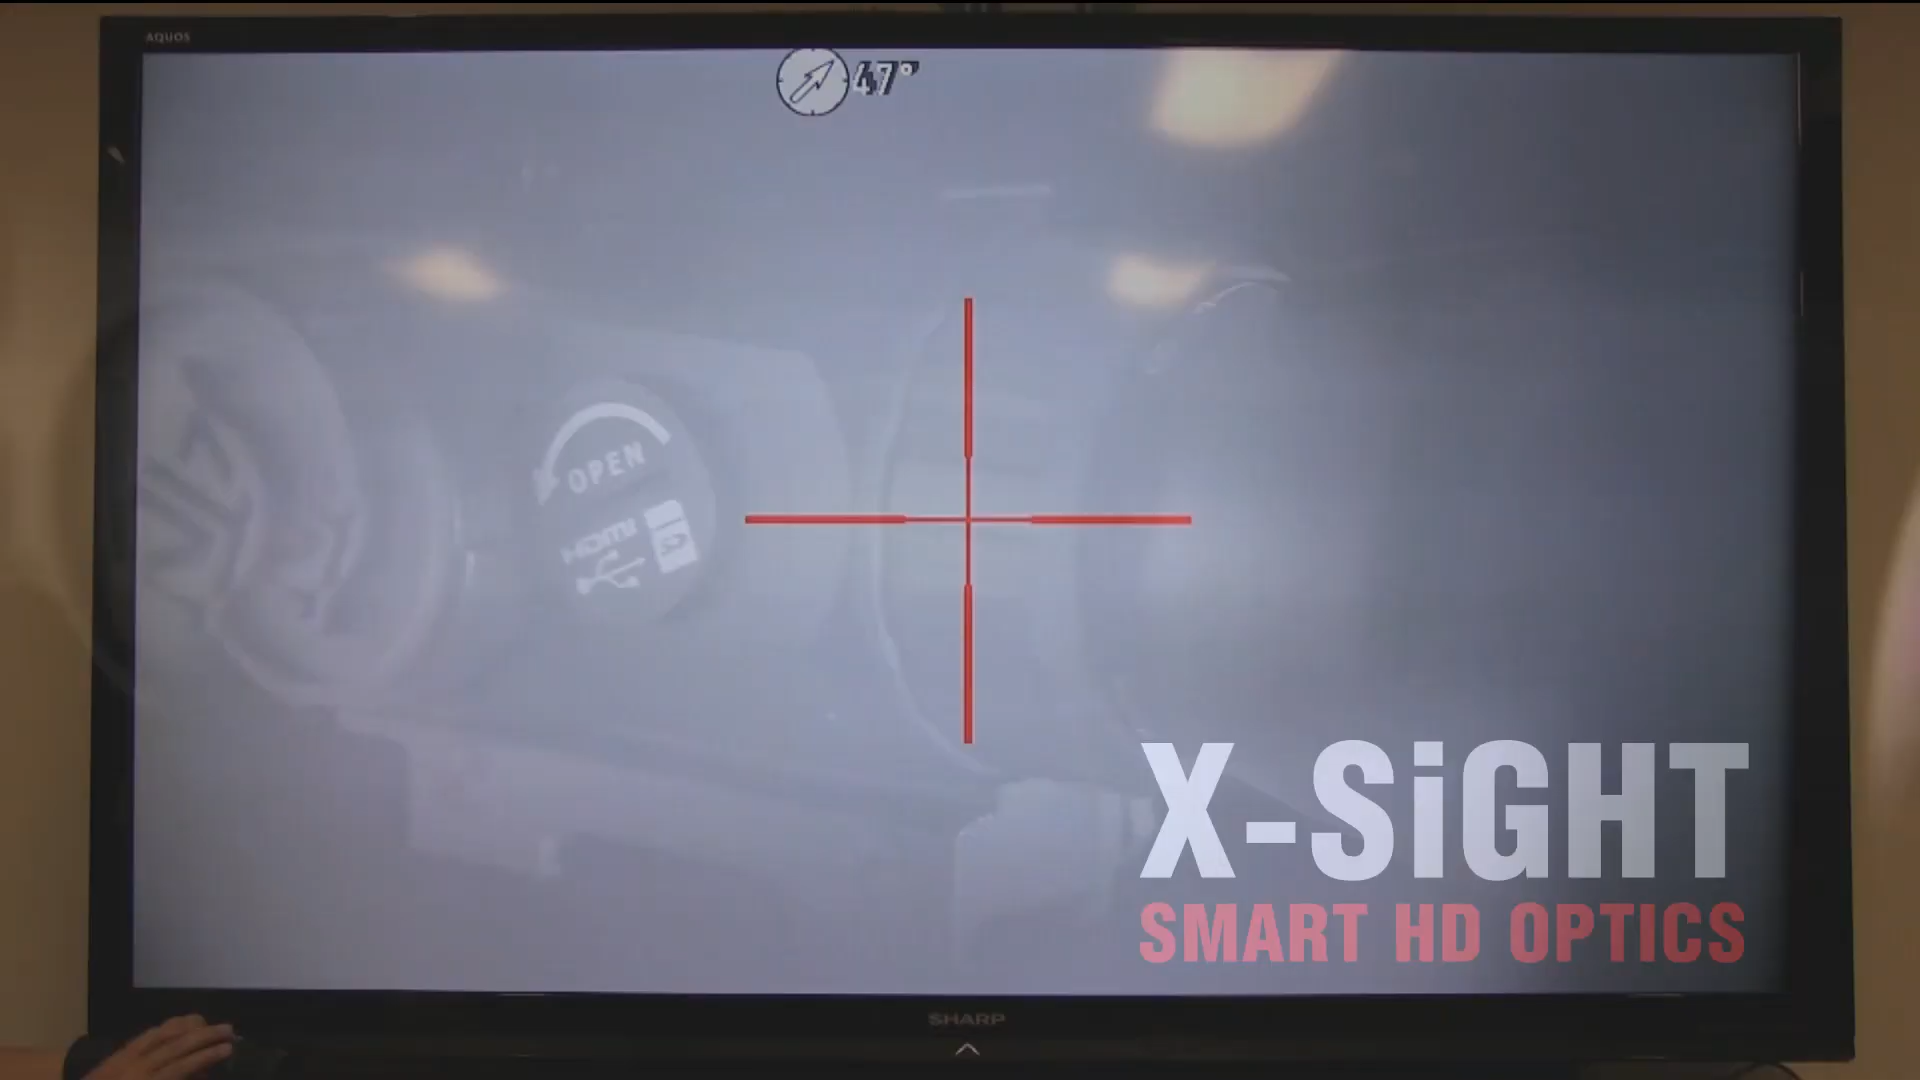 AQUOS
47°
OPEN
HDMI
X-SiGHT
SMART HD OPTICS
SHARP